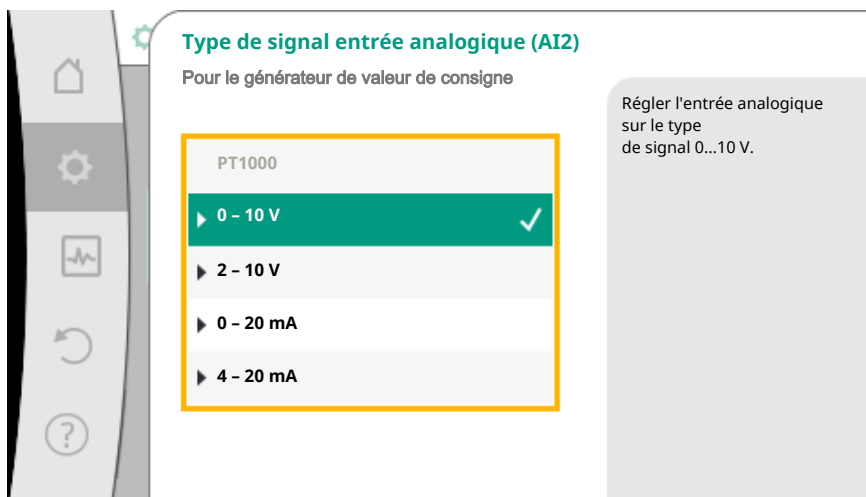 Type de signal entrée analogique (AI2)
Pour le générateur de valeur de consigne
PT1000
0 – 10 V
2 – 10 V
0 – 20 mA
4 – 20 mA
Régler l'entrée analogique
sur le type
de signal 0...10 V.
?